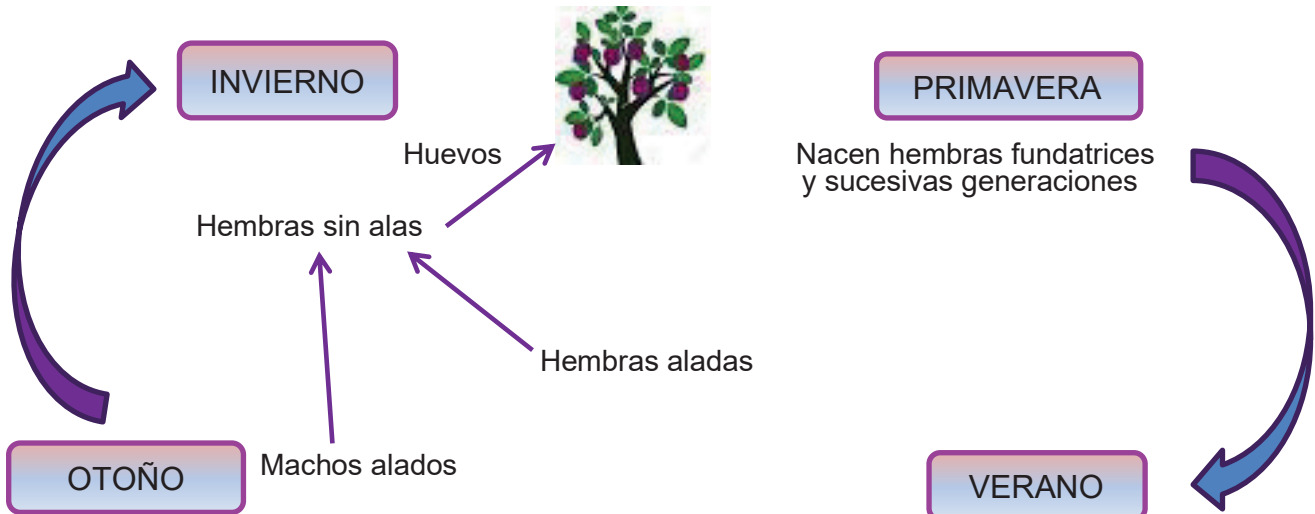 INVIERNO
PRIMAVERA
Huevos
Nacen hembras fundatrices
y sucesivas generaciones
Hembras sin alas
Hembras aladas
Machos alados
OTOÑO
VERANO